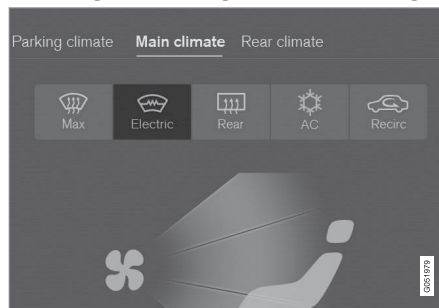 Parking climate Main climate Rear climate
Max Electric Rear AC Recirc
G051979